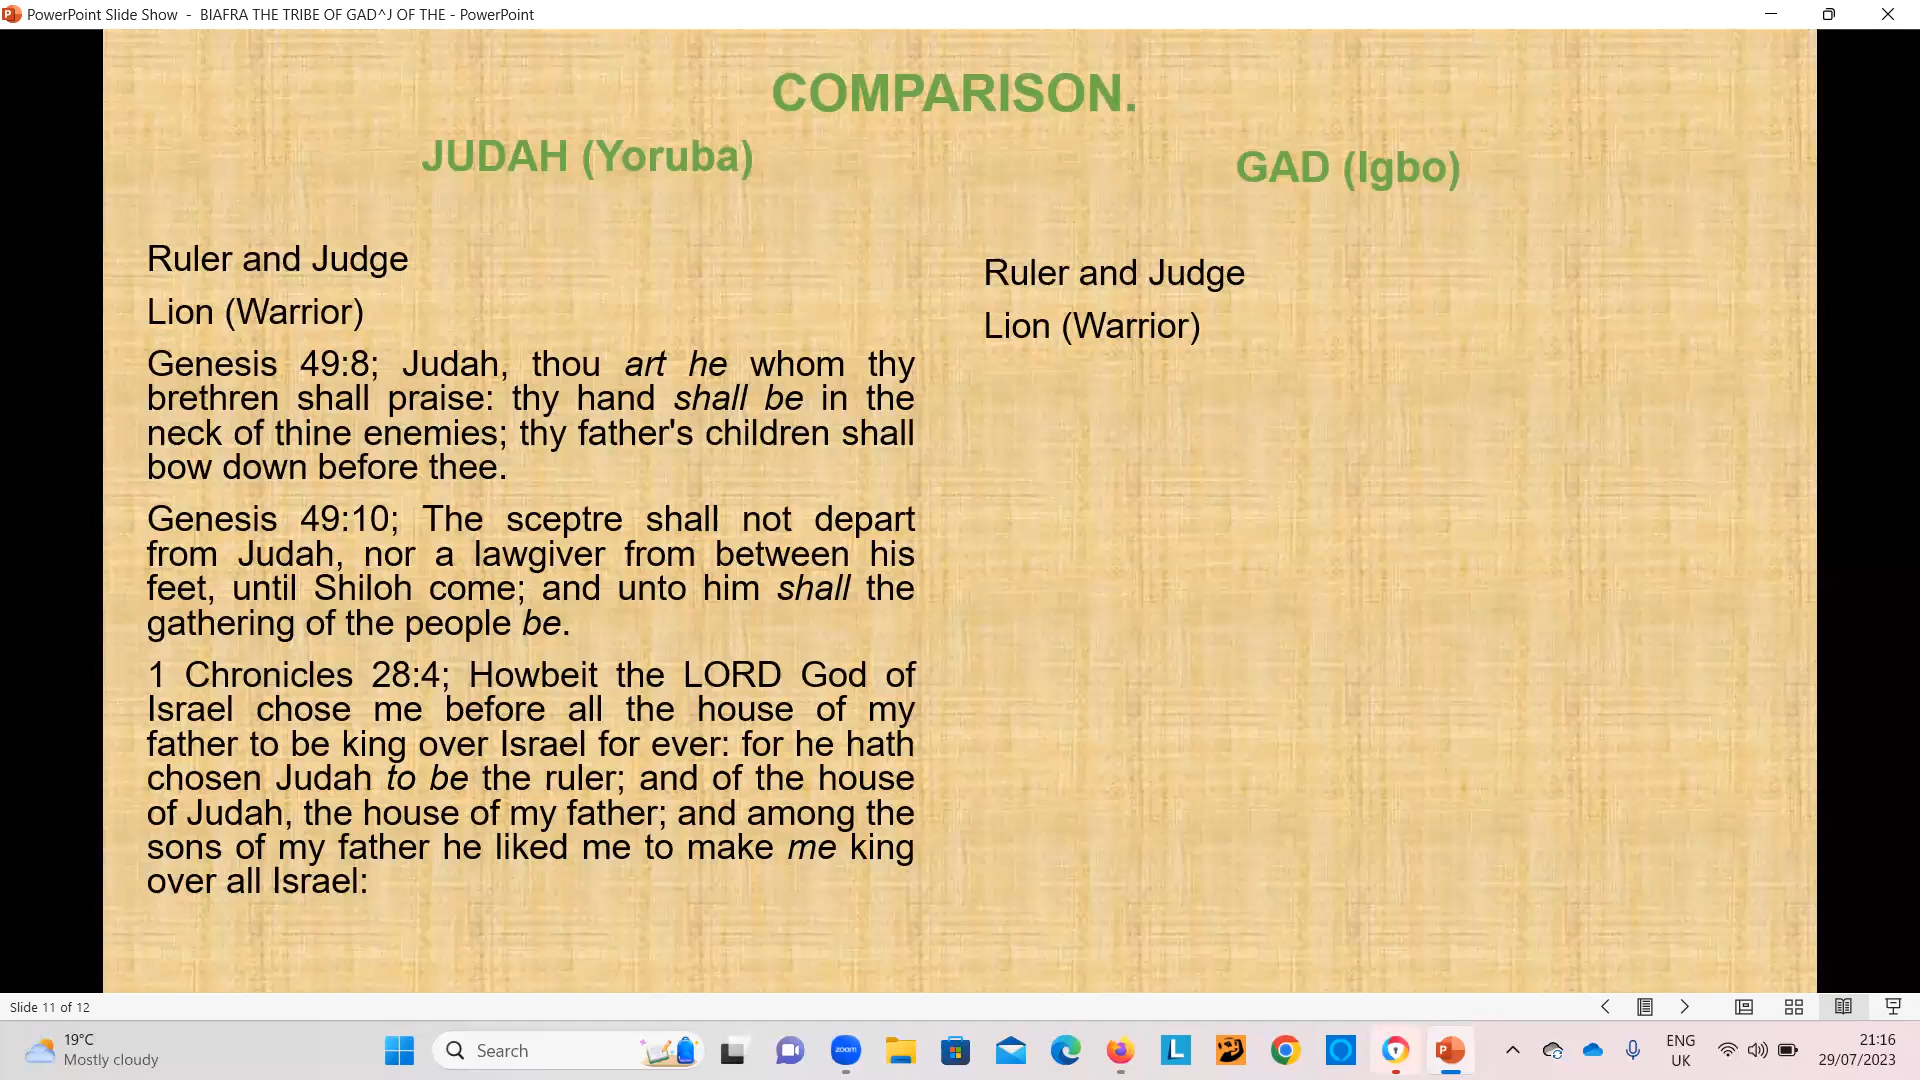 PowerPoint Slide Show - BIAFRA THE TRIBE OF GAD^J OF THE - PowerPoint
COMPARISON.
JUDAH (Yoruba)
Ruler and Judge
Lion (Warrior)
Genesis 49:8; Judah, thou art he whom thy
brethren shall praise: thy hand shall be in the
neck of thine enemies; thy father's children shall
bow down before thee.
Genesis 49:10; The sceptre shall not depart
from Judah, nor a lawgiver from between his
feet, until Shiloh come; and unto him shall the
gathering of the people be.
1 Chronicles 28:4; Howbeit the LORD God of
Israel chose me before all the house of my
father to be king over Israel for ever: for he hath
chosen Judah to be the ruler; and of the house
of Judah, the house of my father; and among the
sons of my father he liked me to make me king
over all Israel:
GAD (Igbo)
Ruler and Judge
Lion (Warrior)
Slide 11 of 12
19°C
Mostly cloudy
Search
zoom
L
ENG
UK
21:16
29/07/2023